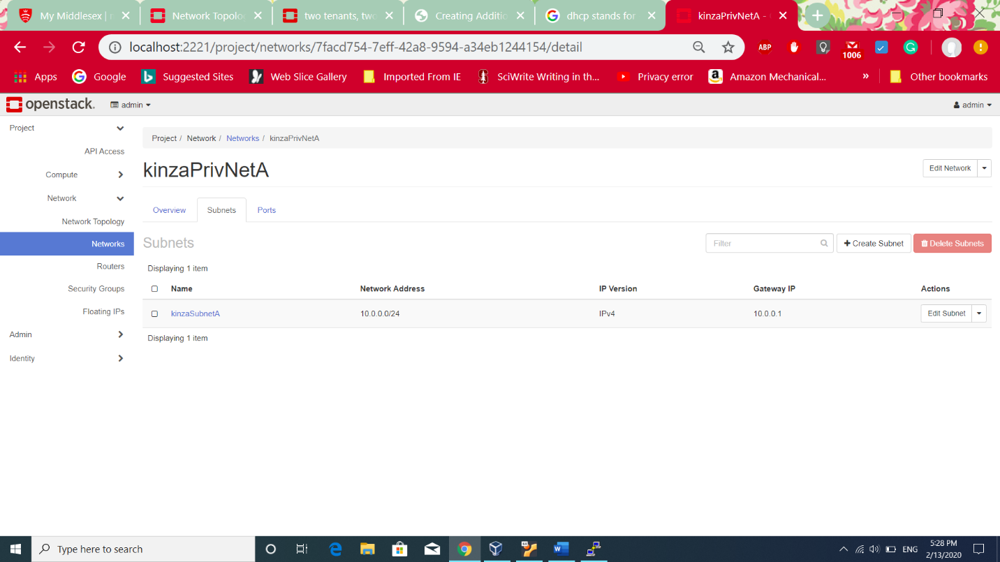 My Middlesex |
Network Topolo
two tenants, two
Creating Additio
dhcp stands for
kinzaPrivNetA -
localhost:2221/project/networks/7facd754-7eff-42a8-9594-a34eb1244154/detail
ABP
1006
Apps
Google
Suggested Sites
Web Slice Gallery
Imported From IE
SciWrite Writing in th...
Privacy error
Amazon Mechanical...
»
Other bookmarks
openstack.
admin
admin
Project
API Access
Compute
Network
Network Topology
Networks
Routers
Security Groups
Floating IPs
Admin
Identity
Project / Network / Networks / kinzaPrivNetA
kinzaPrivNetA
Edit Network
Overview
Subnets
Ports
Subnets
Filter
+ Create Subnet
Delete Subnets
Displaying 1 item
Name Network Address IP Version Gateway IP Actions
kinzaSubnetA 10.0.0.0/24 IPv4 10.0.0.1 Edit Subnet
Displaying 1 item
Type here to search
ENG
5:28 PM
2/13/2020